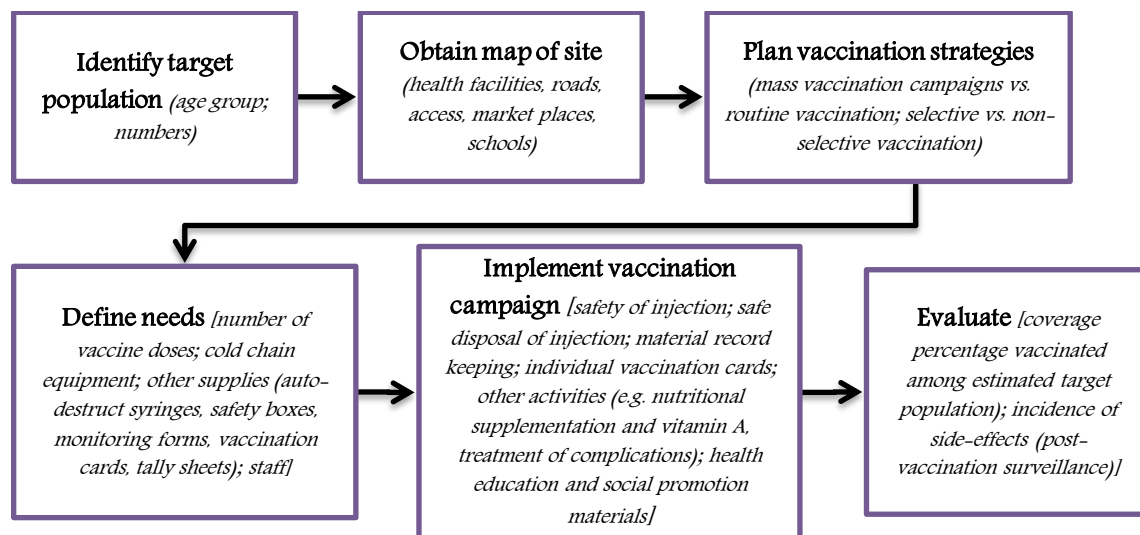 Identify target
population (age group;
numbers)
Obtain map of site
(health facilities, roads,
access, market places,
schools)
Plan vaccination strategies
(mass vaccination campaigns vs.
routine vaccination; selective vs. non-
selective vaccination)
Define needs [number of
vaccine doses; cold chain
equipment; other supplies (auto-
destruct syringes, safety boxes,
monitoring forms, vaccination
cards, tally sheets); staff]
Implement vaccination
campaign [safety of injection; safe
disposal of injection; material record
keeping; individual vaccination cards;
other activities (e.g. nutritional
supplementation and vitamin A,
treatment of complications); health
education and social promotion
materials]
Evaluate [coverage
percentage vaccinated
among estimated target
population); incidence of
side-effects (post-
vaccination surveillance)]